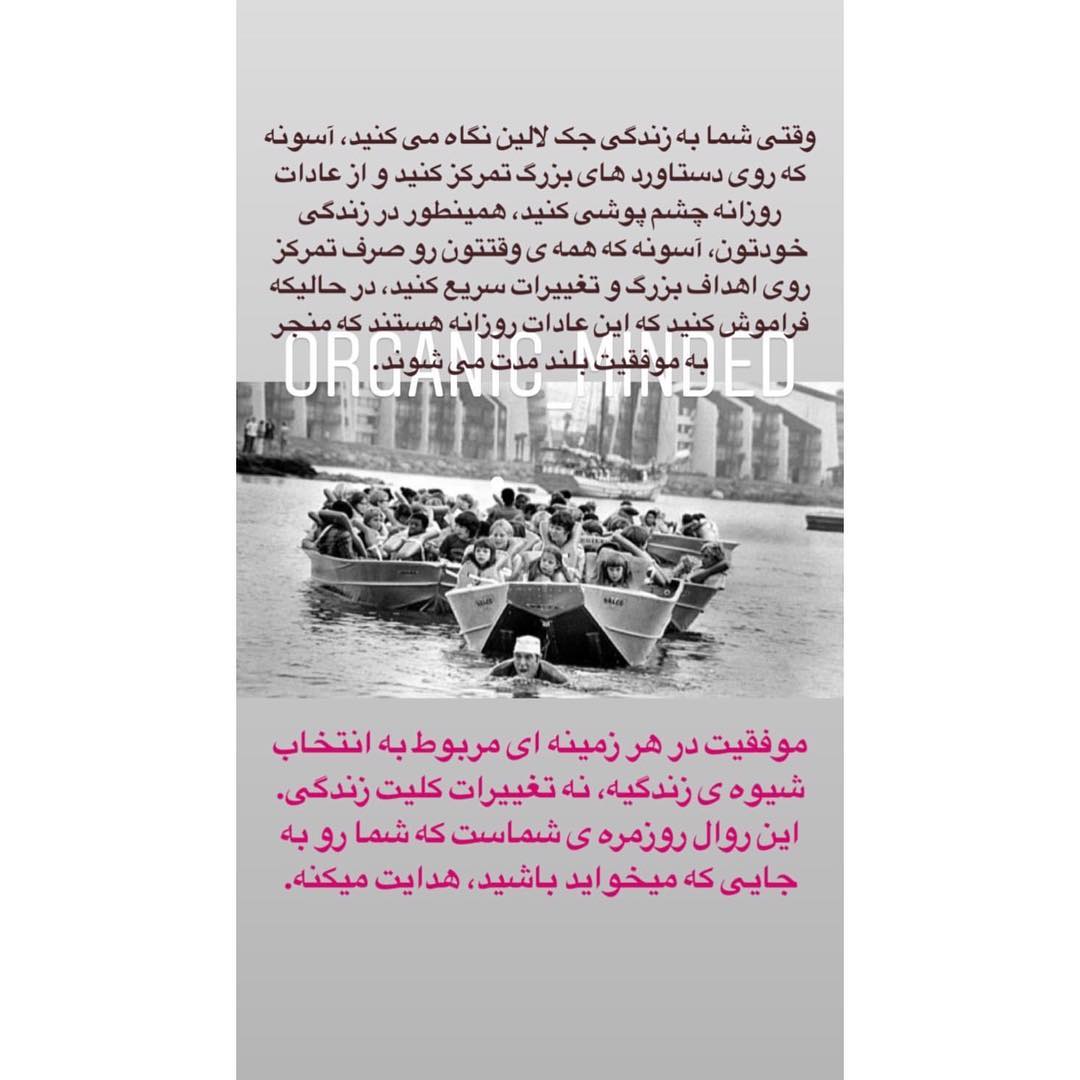 وقتی شما به زندگی جک لالین نگاه می کنید، آسونه
که روی دستاورد های بزرگ تمرکز کنید و از عادات
روزانه چشم پوشی کنید، همینطور در زندگی
خودتون، آسونه که همه ی وقتتون رو صرف تمرکز
روی اهداف بزرگ و تغییرات سریع کنید، در حالیکه
فراموش کنید که این عادات روزانه هستند که منجر
به موفقیت بلند مدت می شوند.
ORGANIC_MINDED
موفقیت در هر زمینه ای مربوط به انتخاب
شیوه ی زندگیه، نه تغییرات کلیت زندگی.
این روال روزمره ی شماست که شما رو به
جایی که میخواید باشید، هدایت میکنه.